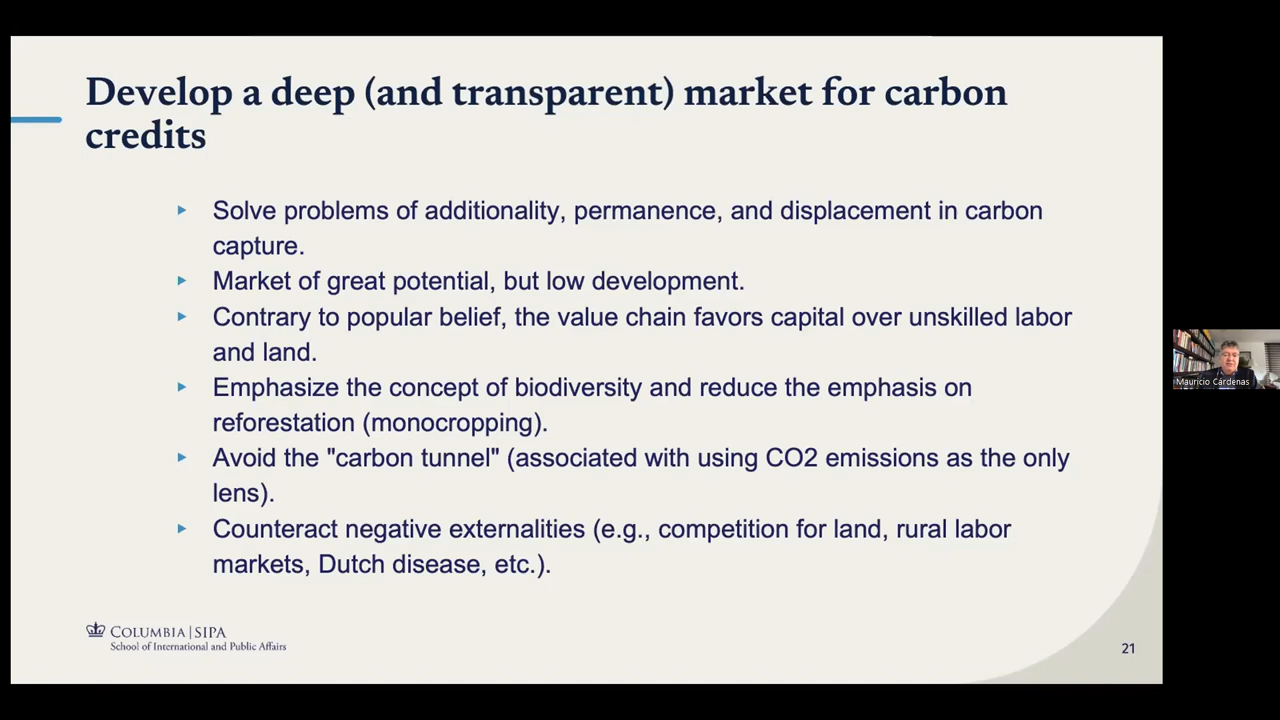 Develop a deep (and transparent) market for carbon
credits
Solve problems of additionality, permanence, and displacement in carbon
capture.
Market of great potential, but low development.
Contrary to popular belief, the value chain favors capital over unskilled labor
and land.
Emphasize the concept of biodiversity and reduce the emphasis on
reforestation (monocropping).
Avoid the "carbon tunnel" (associated with using CO2 emissions as the only
lens).
Counteract negative externalities (e.g., competition for land, rural labor
markets, Dutch disease, etc.).
COLUMBIA | SIPA
School of International and Public Affairs
21
Mauricio Cárdenas